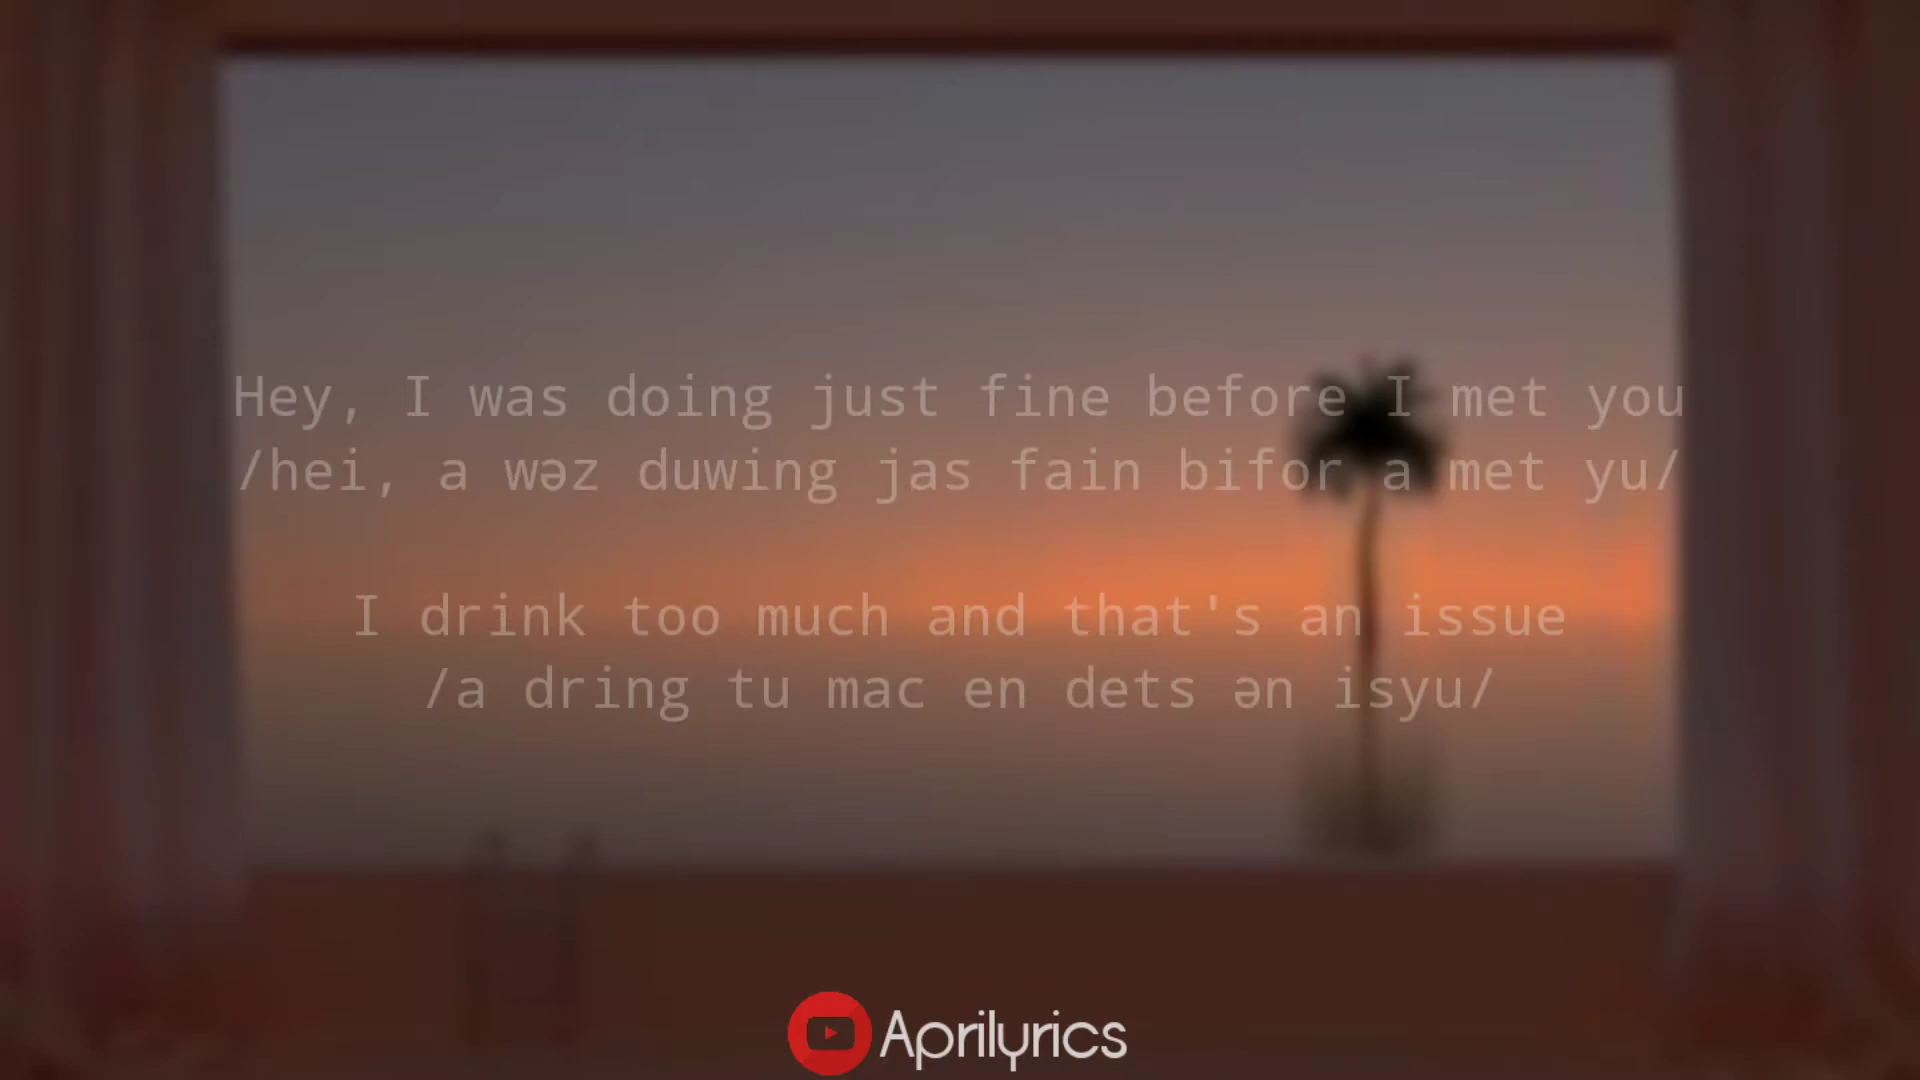 Hey, I was doing just fine before I met you
/hei, a wəz duwing jas fain bifor a met yu/
I drink too much and that's an issue
/a dring tu mac en dets ən isyu/
Aprilyrics